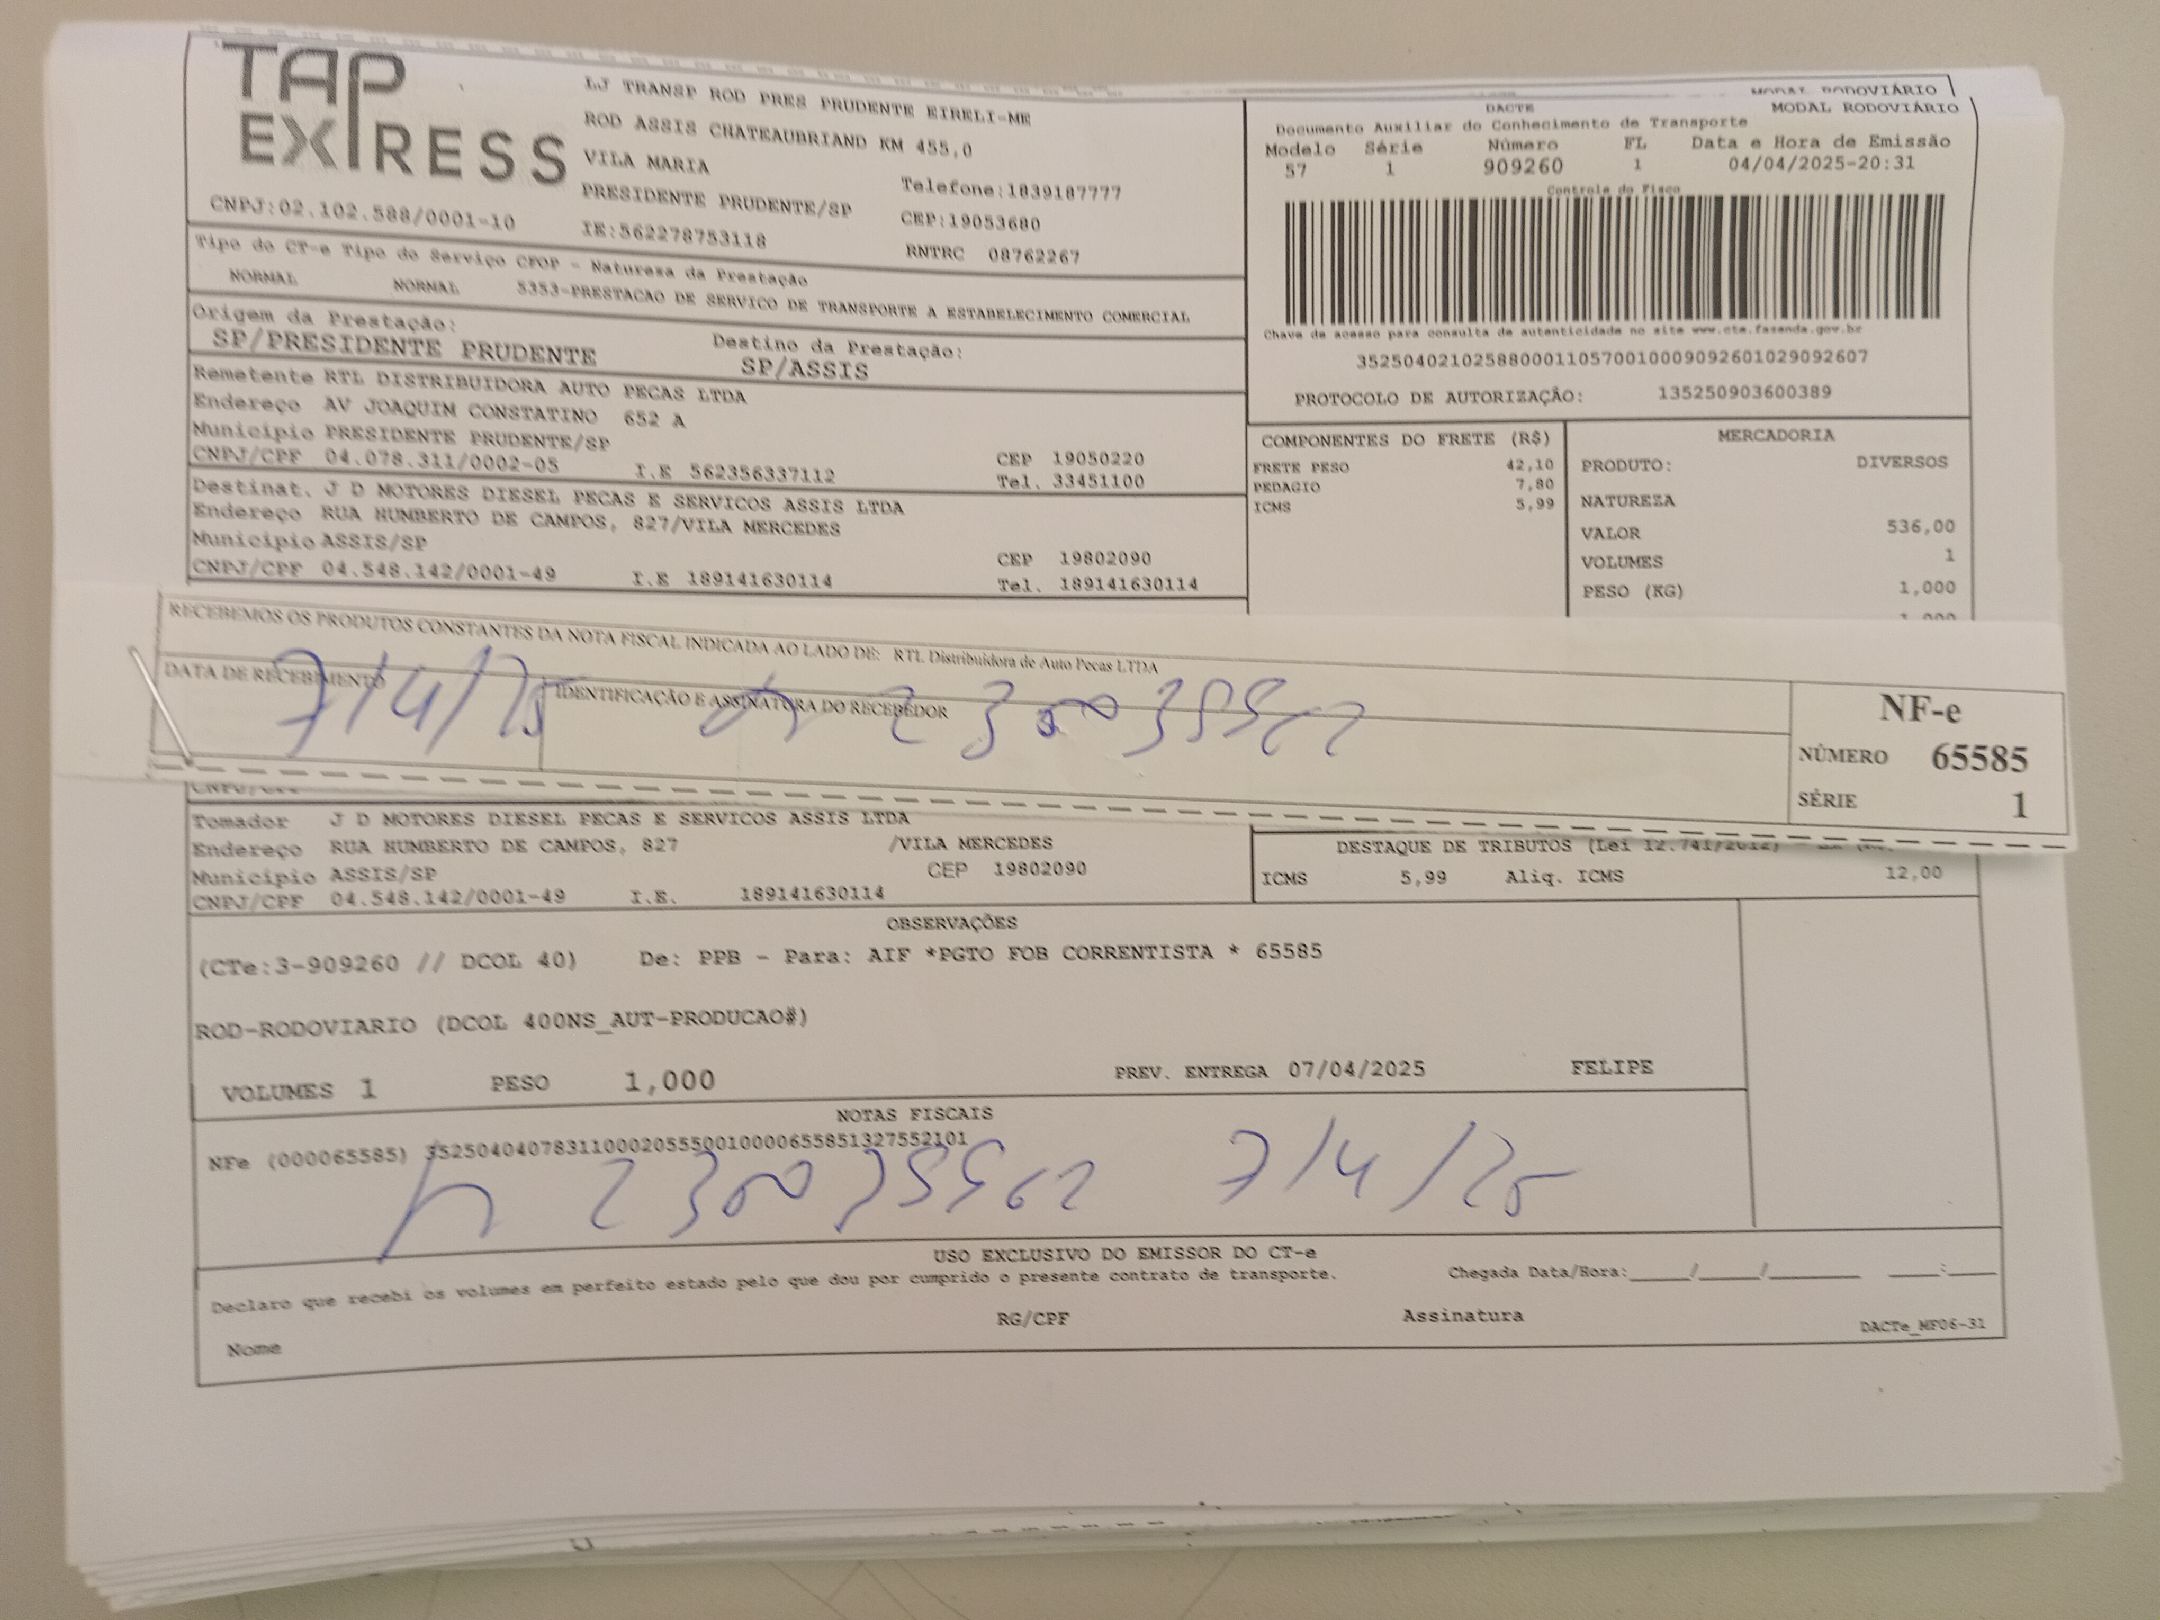 TAP EXPRESS
LJ TRANSP ROD PRES PRUDENTE EIRELI-ME
ROD ASSIS CHATEAUBRIAND KM 455,0
VILA MARIA
PRESIDENTE PRUDENTE/SP
Telefone:1839187777
CEP:19053680
CNPJ:02.102.588/0001-10
IE:562278753118
RNTRC 08762267
MODAL RODOVIÁRIO
MODAL RODOVIÁRIO
DACTE
Documento Auxiliar do Conhecimento de Transporte
Modelo Série Número FL Data e Hora de Emissão
57 1 909260 1 04/04/2025-20:31
Controle do Fisco
Chave de acesso para consulta de autenticidade no site www.cte.fazenda.gov.br
35250402102588000110570010009092601029092607
PROTOCOLO DE AUTORIZAÇÃO: 135250903600389
Tipo do CT-e Tipo do Serviço CFOP - Natureza da Prestação
NORMAL NORMAL 5353-PRESTACAO DE SERVICO DE TRANSPORTE A ESTABELECIMENTO COMERCIAL
Origem da Prestação:
SP/PRESIDENTE PRUDENTE
Destino da Prestação:
SP/ASSIS
Remetente RTL DISTRIBUIDORA AUTO PECAS LTDA
Endereço AV JOAQUIM CONSTATINO 652 A
Município PRESIDENTE PRUDENTE/SP
CEP 19050220
CNPJ/CPF 04.078.311/0002-05 I.E 562356337112 Tel. 33451100
Destinat. J D MOTORES DIESEL PECAS E SERVICOS ASSIS LTDA
Endereço RUA HUMBERTO DE CAMPOS, 827/VILA MERCEDES
Município ASSIS/SP CEP 19802090
CNPJ/CPF 04.548.142/0001-49 I.E 189141630114 Tel. 189141630114
COMPONENTES DO FRETE (R$)
FRETE PESO 42,10
PEDAGIO 7,80
ICMS 5,99
MERCADORIA
PRODUTO: DIVERSOS
NATUREZA
VALOR 536,00
VOLUMES 1
PESO (KG) 1,000
1,000
RECEBEMOS OS PRODUTOS CONSTANTES DA NOTA FISCAL INDICADA AO LADO DE: RTL Distribuidora de Auto Pecas LTDA
DATA DE RECEBIMENTO
IDENTIFICAÇÃO E ASSINATURA DO RECEBEDOR
7/4/25
NF-e
NÚMERO 65585
SÉRIE 1
CNPJ/CPF
Tomador J D MOTORES DIESEL PECAS E SERVICOS ASSIS LTDA
Endereço RUA HUMBERTO DE CAMPOS, 827 /VILA MERCEDES
Município ASSIS/SP CEP 19802090
CNPJ/CPF 04.548.142/0001-49 I.E. 189141630114
DESTAQUE DE TRIBUTOS (Lei 12.741/2012)
ICMS 5,99 Aliq. ICMS 12,00
OBSERVAÇÕES
(CTe:3-909260 // DCOL 40) De: PPB - Para: AIF *PGTO FOB CORRENTISTA * 65585
ROD-RODOVIARIO (DCOL 400NS_AUT-PRODUCAO#)
VOLUMES 1 PESO 1,000 PREV. ENTREGA 07/04/2025 FELIPE
NOTAS FISCAIS
NFe (000065585) 35250404078311000205550010000655851327552101
7/4/25
USO EXCLUSIVO DO EMISSOR DO CT-e
Declaro que recebi os volumes em perfeito estado pelo que dou por cumprido o presente contrato de transporte.
Chegada Data/Hora:____/____/______ ____:____
Nome
RG/CPF
Assinatura
DACTe_MF06-31